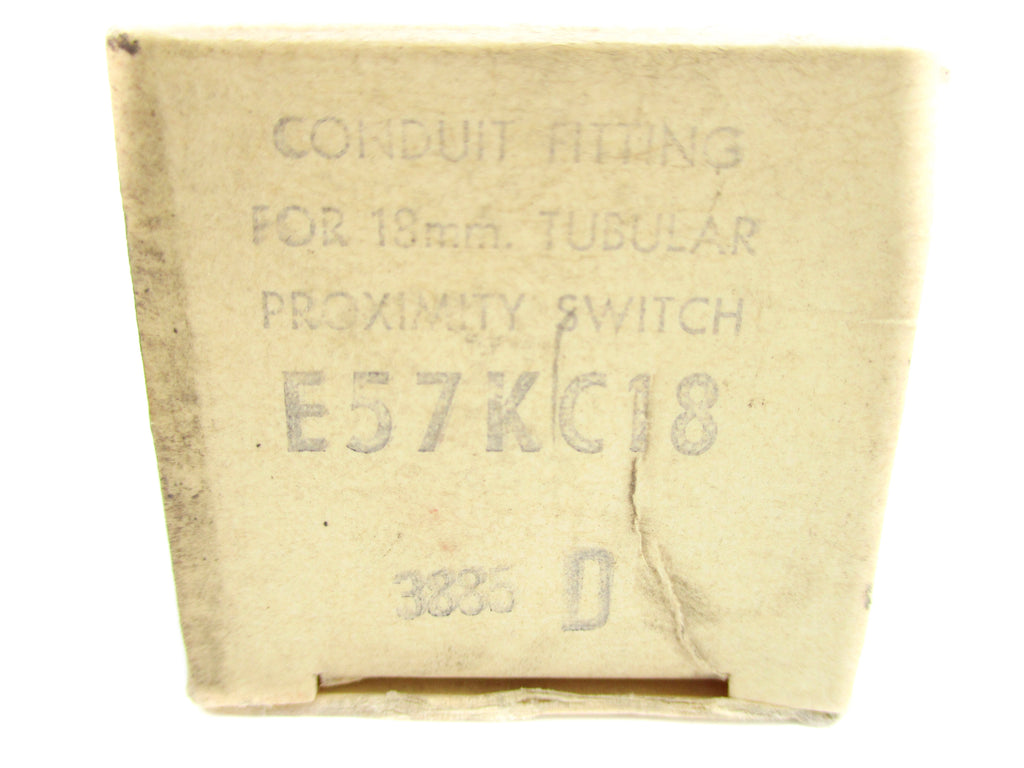 CONDUIT FITTING
FOR 18mm. TUBULAR
PROXIMITY SWITCH
E57KC18
3885 D